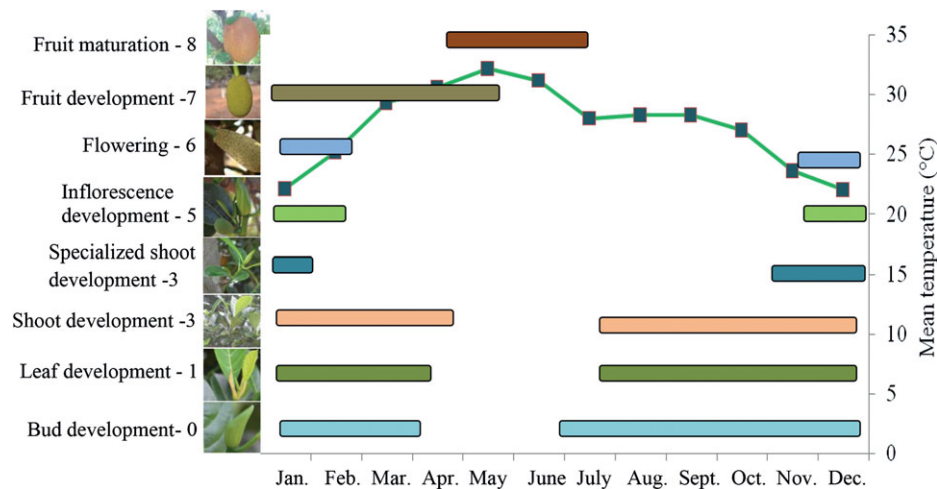 Fruit maturation - 8
Fruit development -7
Flowering - 6
Inflorescence
development - 5
Specialized shoot
development -3
Shoot development -3
Leaf development - 1
Bud development- 0
35
30
25
20
15
10
5
0
Mean temperature (°C)
Jan. Feb. Mar. Apr. May June July Aug. Sept. Oct. Nov. Dec.